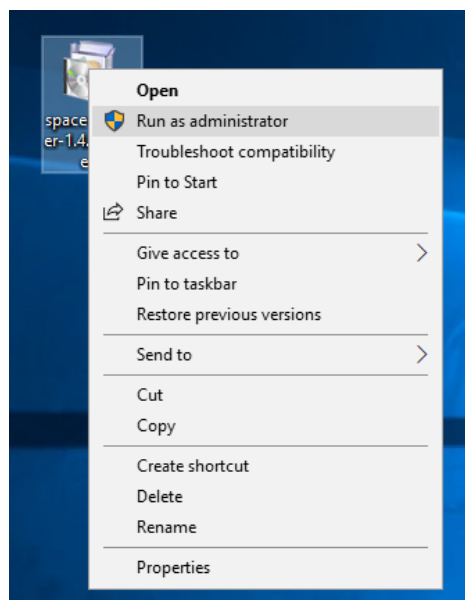 space
er-1.4.
e
Open
Run as administrator
Troubleshoot compatibility
Pin to Start
Share
Give access to
Pin to taskbar
Restore previous versions
Send to
Cut
Copy
Create shortcut
Delete
Rename
Properties